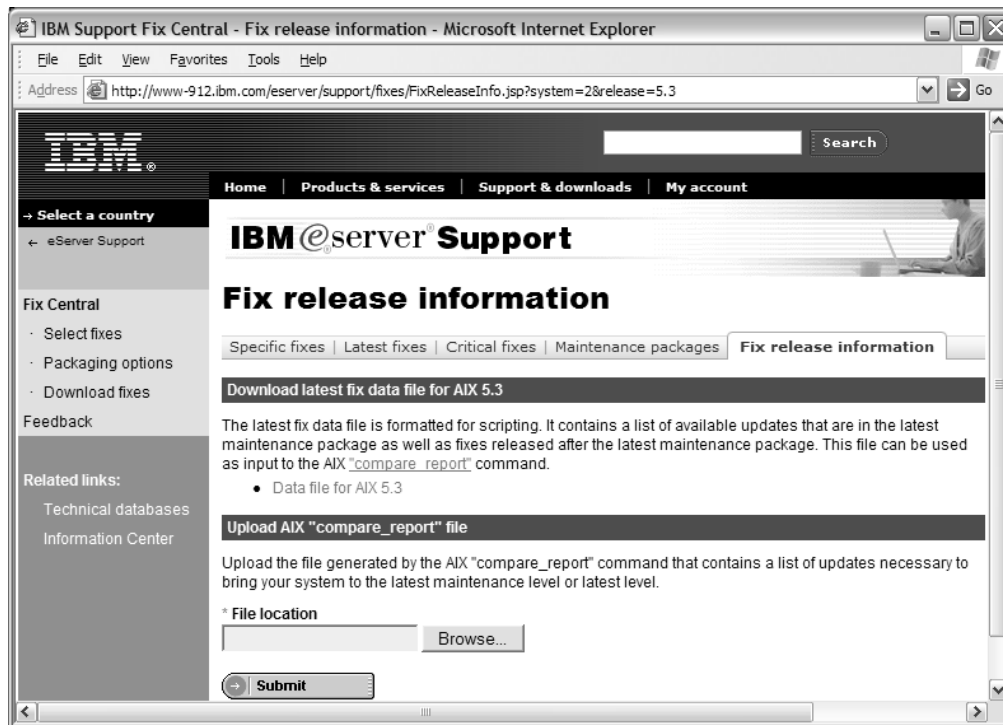 IBM Support Fix Central - Fix release information - Microsoft Internet Explorer
File Edit View Favorites Tools Help
Address http://www-912.ibm.com/eserver/support/fixes/FixReleaseInfo.jsp?system=2&release=5.3 Go
IBM®
Search
Home | Products & services | Support & downloads | My account
→ Select a country
← eServer Support
IBM @server® Support
Fix release information
Fix Central
· Select fixes
· Packaging options
· Download fixes
Feedback
Related links:
Technical databases
Information Center
Specific fixes | Latest fixes | Critical fixes | Maintenance packages | Fix release information
Download latest fix data file for AIX 5.3
The latest fix data file is formatted for scripting. It contains a list of available updates that are in the latest
maintenance package as well as fixes released after the latest maintenance package. This file can be used
as input to the AIX "compare_report" command.
• Data file for AIX 5.3
Upload AIX "compare_report" file
Upload the file generated by the AIX "compare_report" command that contains a list of updates necessary to
bring your system to the latest maintenance level or latest level.
* File location
Browse...
Submit